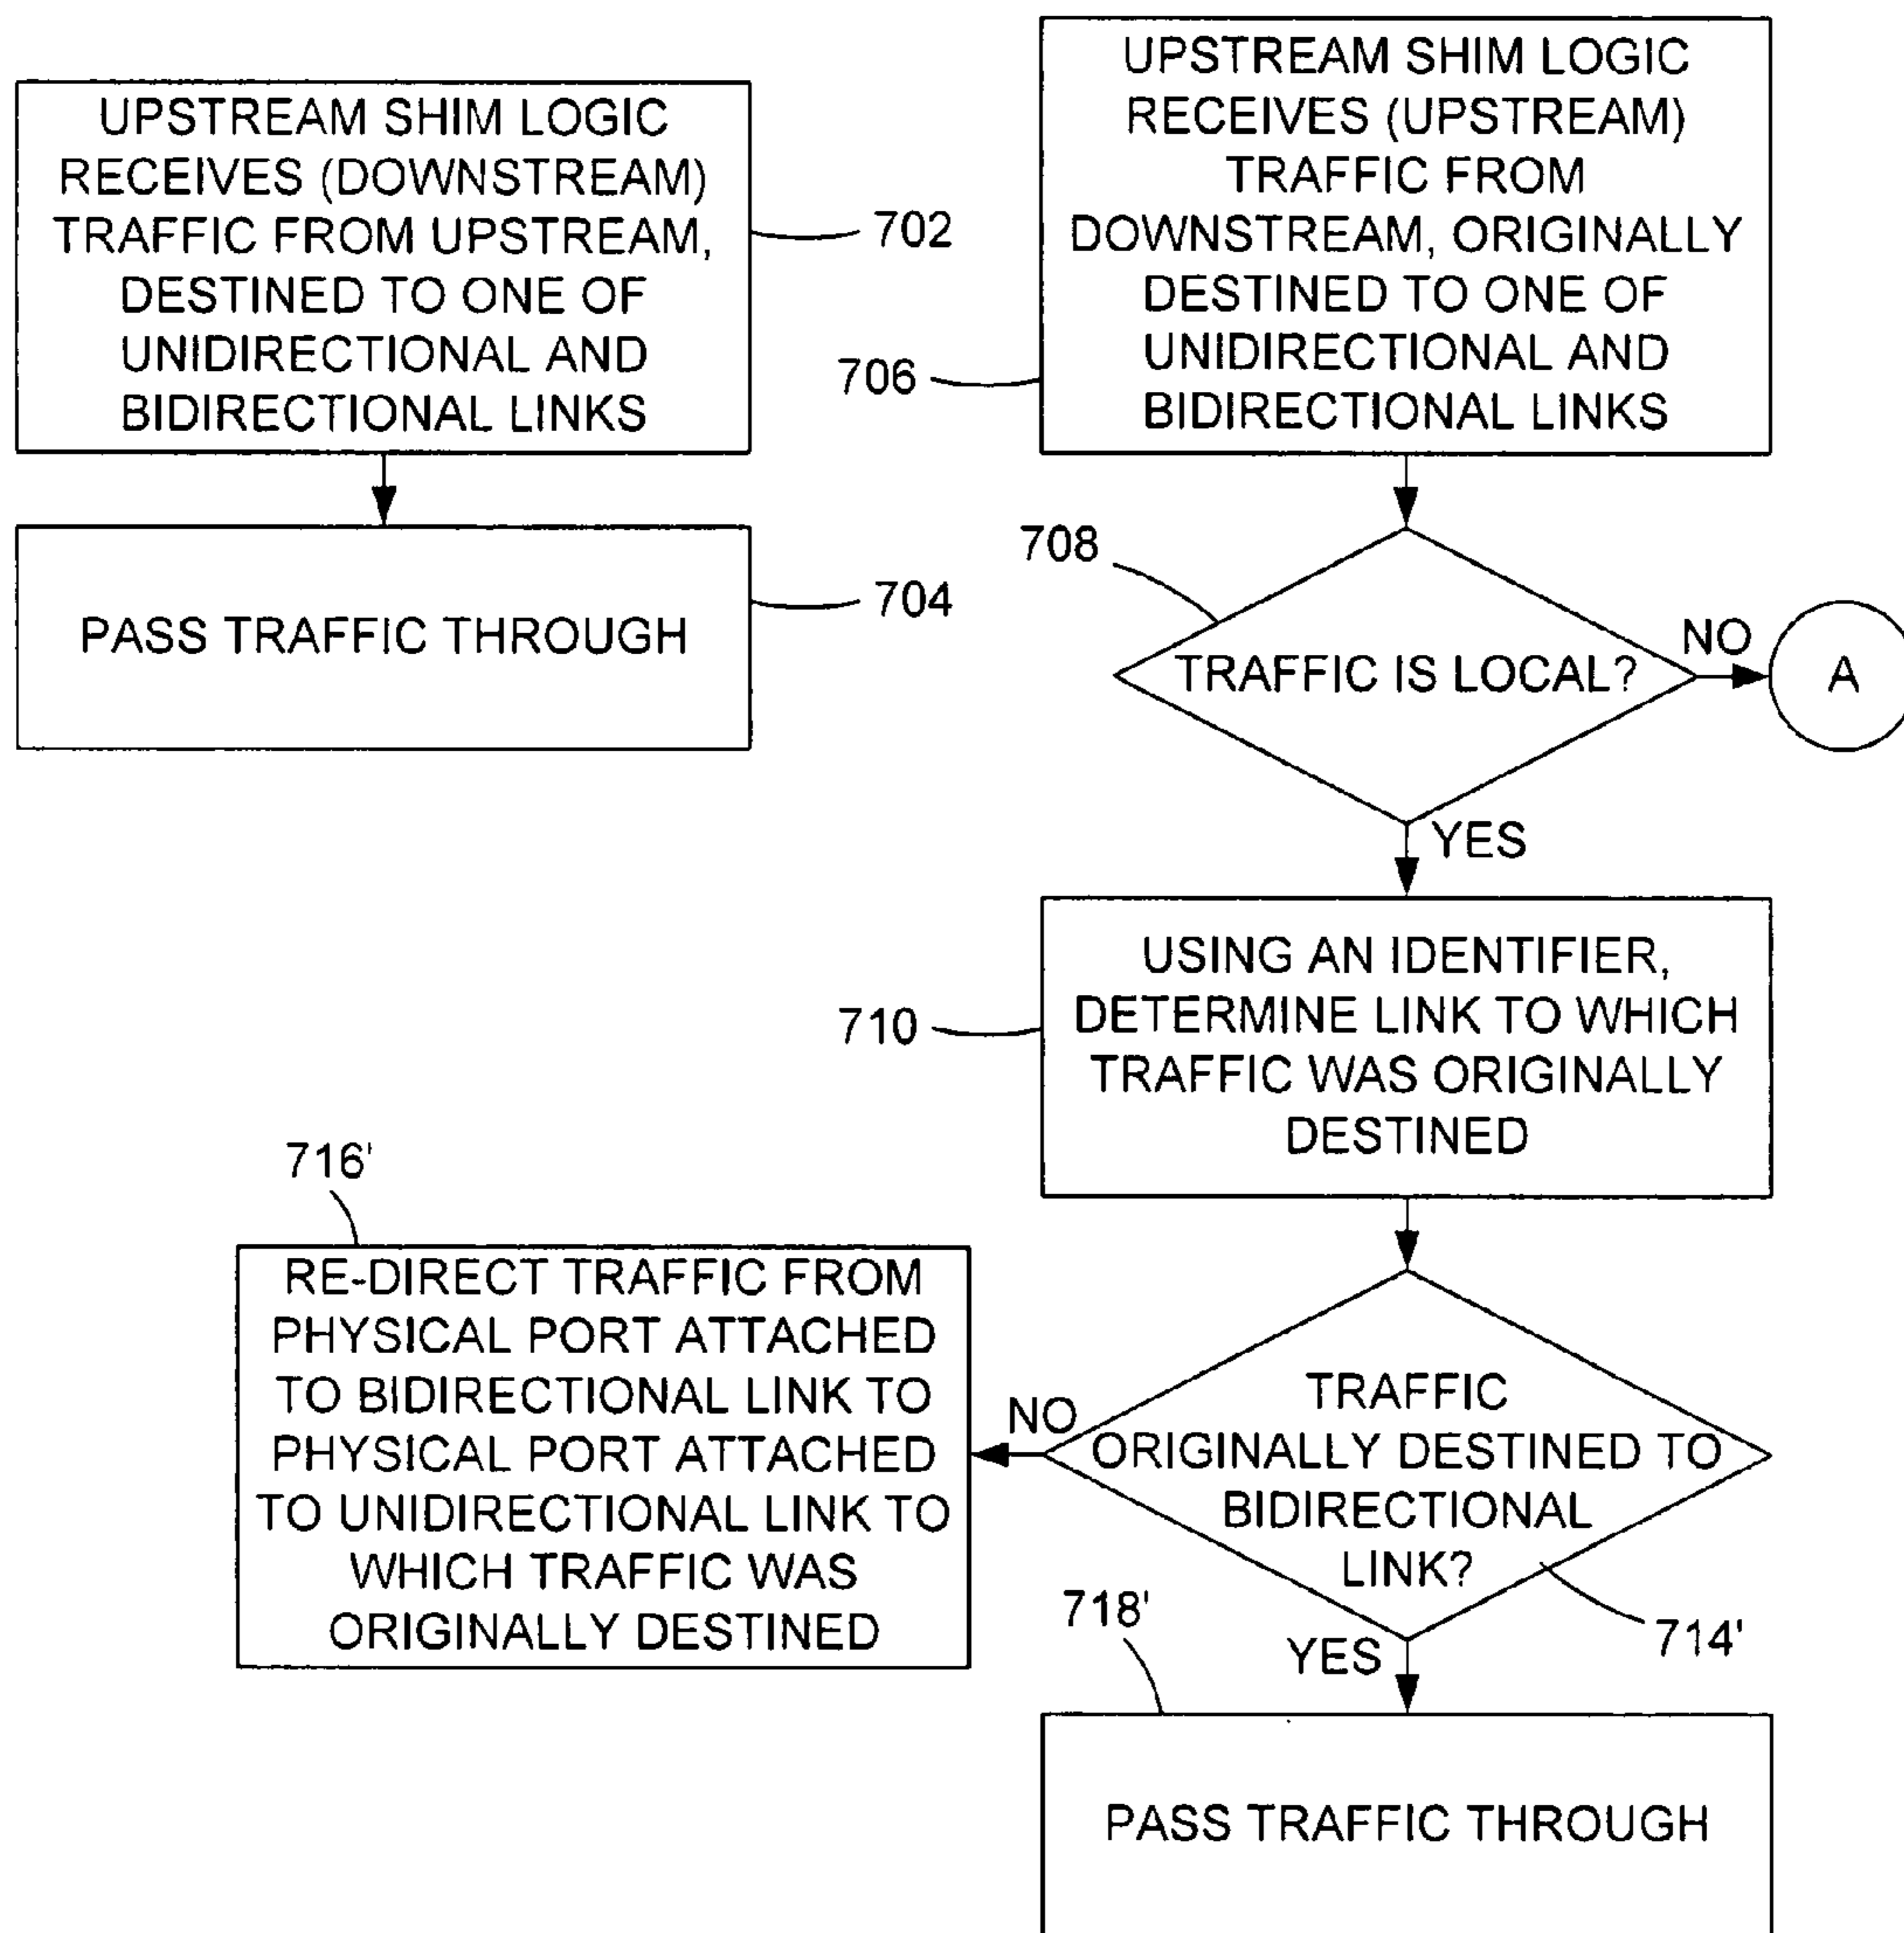 UPSTREAM SHIM LOGIC
RECEIVES (DOWNSTREAM)
TRAFFIC FROM UPSTREAM,
DESTINED TO ONE OF
UNIDIRECTIONAL AND
BIDIRECTIONAL LINKS
702
PASS TRAFFIC THROUGH
704
UPSTREAM SHIM LOGIC
RECEIVES (UPSTREAM)
TRAFFIC FROM
DOWNSTREAM, ORIGINALLY
DESTINED TO ONE OF
UNIDIRECTIONAL AND
BIDIRECTIONAL LINKS
706
708
TRAFFIC IS LOCAL?
NO
A
YES
USING AN IDENTIFIER,
DETERMINE LINK TO WHICH
TRAFFIC WAS ORIGINALLY
DESTINED
710
716'
RE-DIRECT TRAFFIC FROM
PHYSICAL PORT ATTACHED
TO BIDIRECTIONAL LINK TO
PHYSICAL PORT ATTACHED
TO UNIDIRECTIONAL LINK TO
WHICH TRAFFIC WAS
ORIGINALLY DESTINED
NO
TRAFFIC
ORIGINALLY DESTINED TO
BIDIRECTIONAL
LINK?
714'
YES
718'
PASS TRAFFIC THROUGH